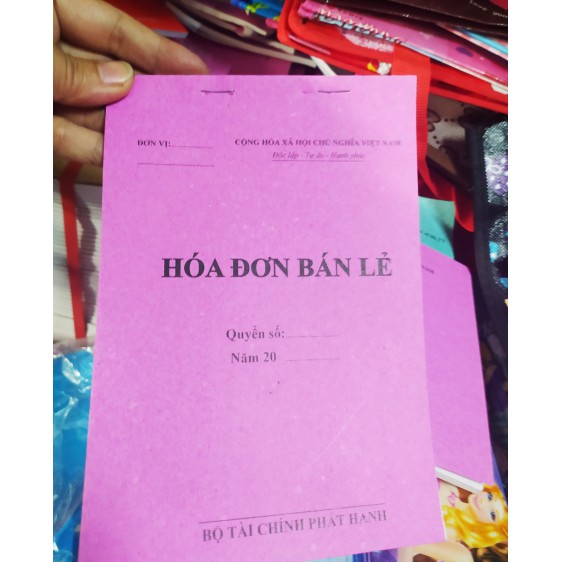 ĐƠN VỊ:............
CỘNG HÒA XÃ HỘI CHỦ NGHĨA VIỆT NAM
Độc lập - Tự do - Hạnh phúc
HÓA ĐƠN BÁN LẺ
Quyển số:..................
Năm 20 ..................
BỘ TÀI CHÍNH PHÁT HÀNH